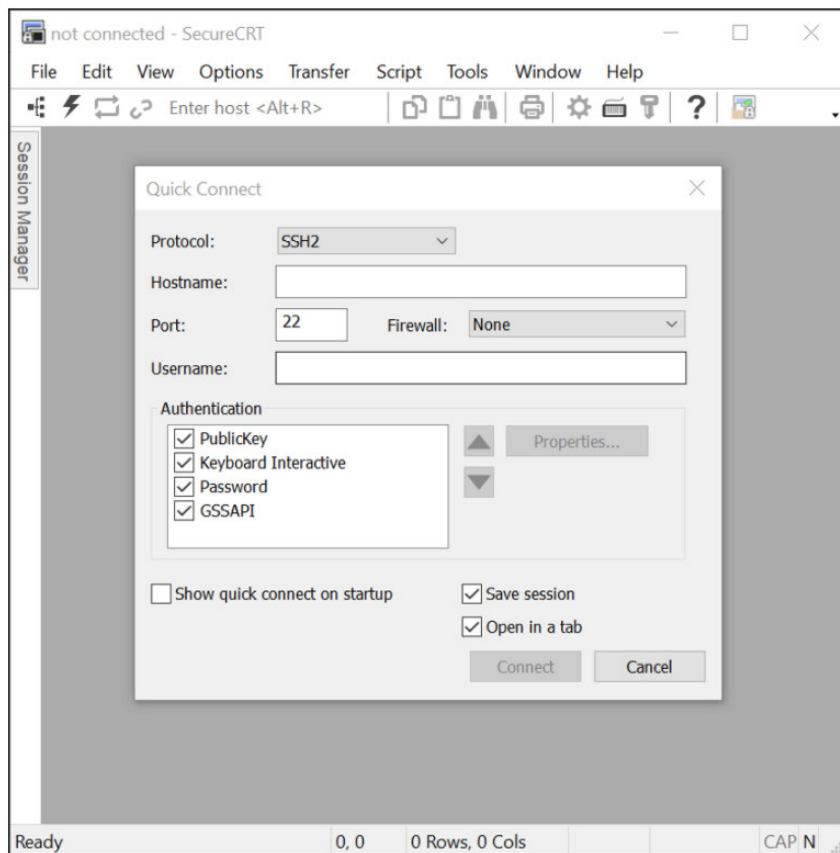 not connected - SecureCRT
File Edit View Options Transfer Script Tools Window Help
Enter host <Alt+R>
Session Manager
Quick Connect
Protocol: SSH2
Hostname:
Port: 22 Firewall: None
Username:
Authentication
PublicKey
Keyboard Interactive
Password
GSSAPI
Properties...
Show quick connect on startup Save session
Open in a tab
Connect Cancel
Ready 0, 0 0 Rows, 0 Cols CAP N